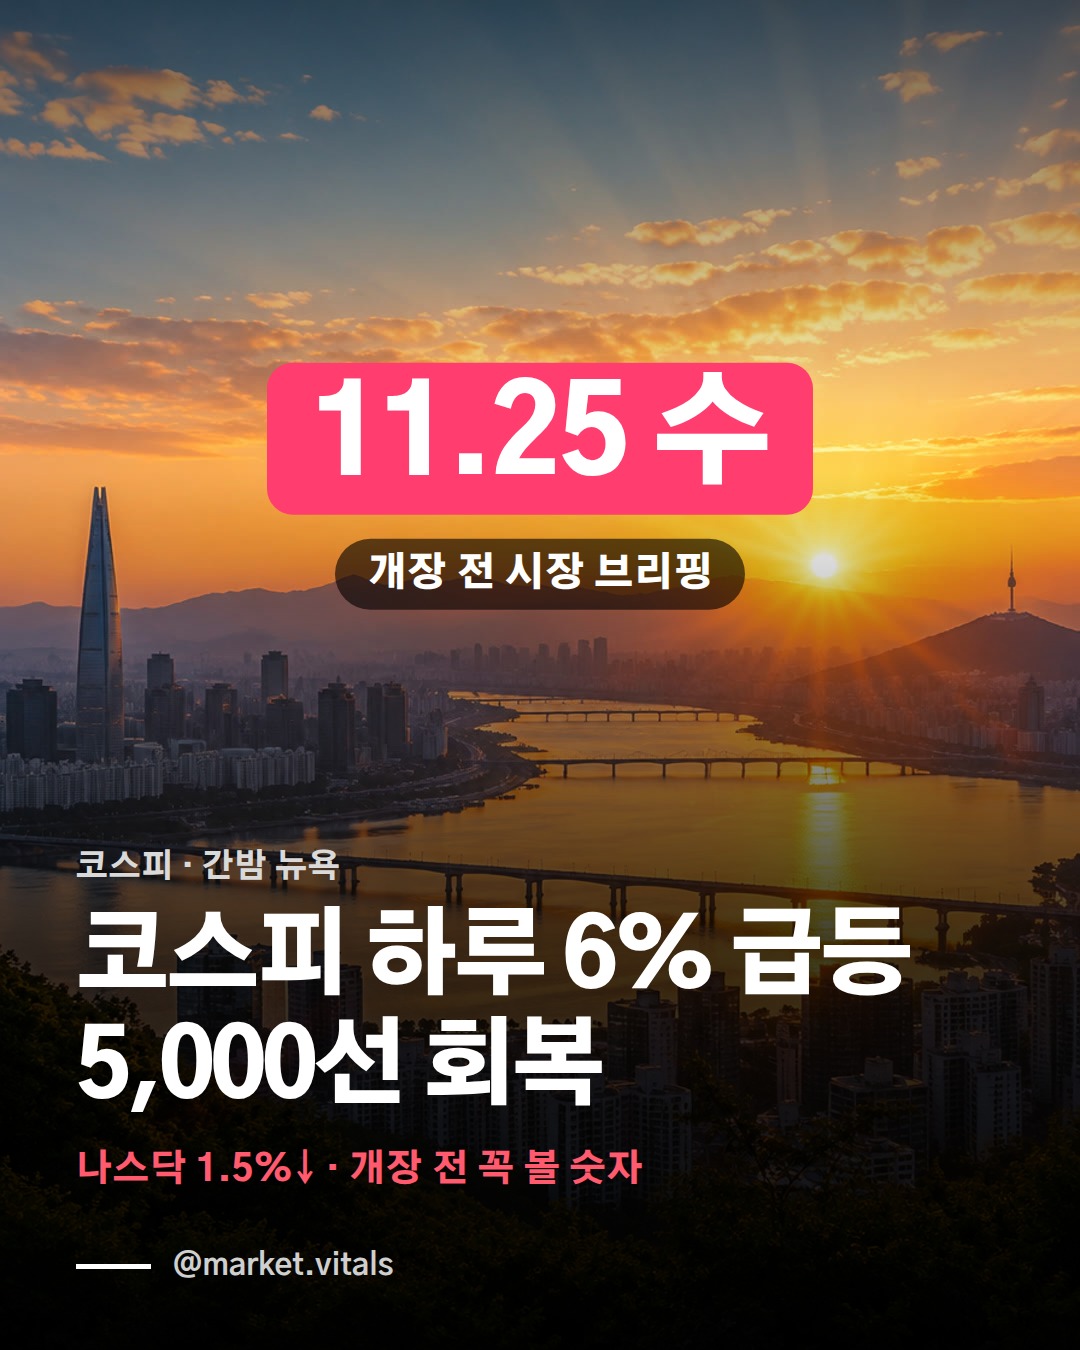 11.25 수
개장 전 시장 브리핑
코스피 · 간밤 뉴욕
코스피 하루 6% 급등
5,000선 회복
나스닥 1.5%↓ · 개장 전 꼭 볼 숫자
@market.vitals